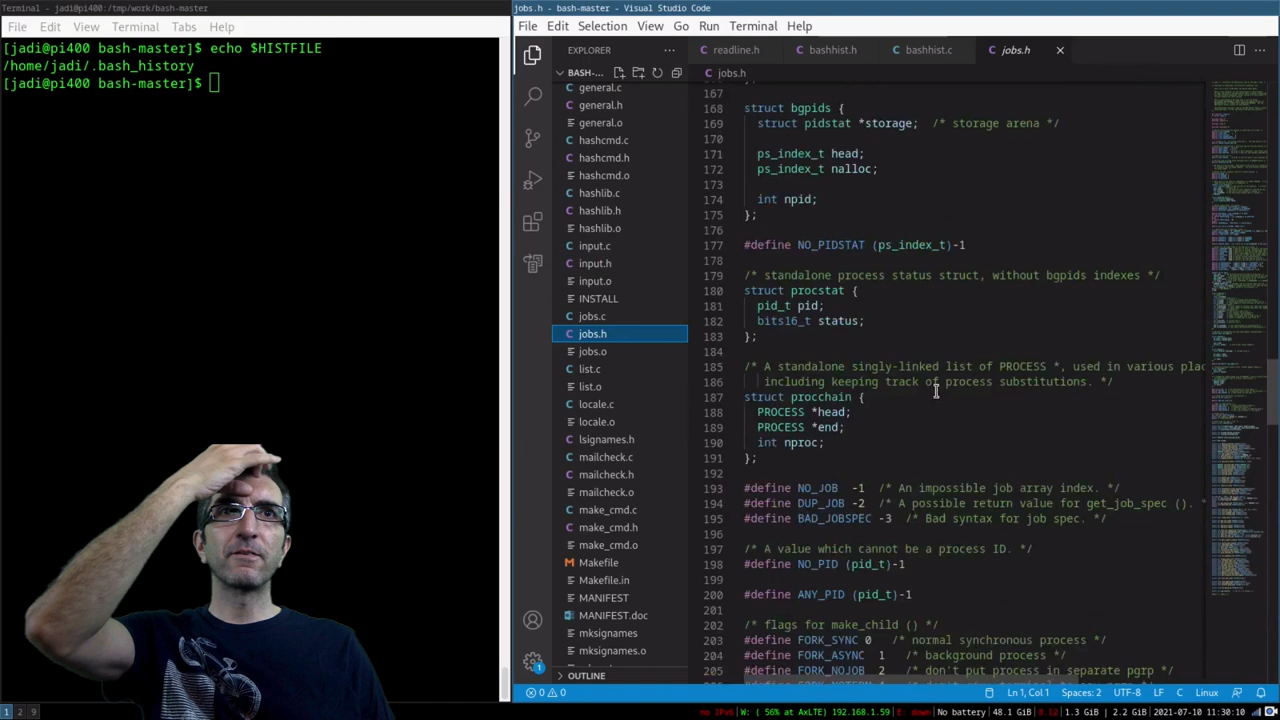 Terminal - jadi@pi400:/tmp/work/bash-master
File Edit View Terminal Tabs Help
[jadi@pi400 bash-master]$ echo $HISTFILE
/home/jadi/.bash_history
[jadi@pi400 bash-master]$
jobs.h - bash-master - Visual Studio Code
File Edit Selection View Go Run Terminal Help
EXPLORER
readline.h bashhist.h bashhist.c jobs.h
BASH-...
jobs.h
general.c
general.h
general.o
hashcmd.c
hashcmd.h
hashcmd.o
hashlib.c
hashlib.h
hashlib.o
input.c
input.h
input.o
INSTALL
jobs.c
jobs.h
jobs.o
list.c
list.o
locale.c
locale.o
lsignames.h
mailcheck.c
mailcheck.h
mailcheck.o
make_cmd.c
make_cmd.h
make_cmd.o
Makefile
Makefile.in
MANIFEST
MANIFEST.doc
mksignames
mksignames.o
OUTLINE
167
168 struct bgpids {
169 struct pidstat *storage; /* storage arena */
170
171 ps_index_t head;
172 ps_index_t nalloc;
173
174 int npid;
175 };
176
177 #define NO_PIDSTAT (ps_index_t)-1
178
179 /* standalone process status struct, without bgpids indexes */
180 struct procstat {
181 pid_t pid;
182 bits16_t status;
183 };
184
185 /* A standalone singly-linked list of PROCESS *, used in various plac
186 including keeping track of process substitutions. */
187 struct procchain {
188 PROCESS *head;
189 PROCESS *end;
190 int nproc;
191 };
192
193 #define NO_JOB -1 /* An impossible job array index. */
194 #define DUP_JOB -2 /* A possible return value for get_job_spec (). *
195 #define BAD_JOBSPEC -3 /* Bad syntax for job spec. */
196
197 /* A value which cannot be a process ID. */
198 #define NO_PID (pid_t)-1
199
200 #define ANY_PID (pid_t)-1
201
202 /* flags for make_child () */
203 #define FORK_SYNC 0 /* normal synchronous process */
204 #define FORK_ASYNC 1 /* background process */
205 #define FORK_NOJOB 2 /* don't put process in separate pgrp */
1
0 0
Ln 1, Col 1 Spaces: 2 UTF-8 LF C Linux
1 2 9
no IPv6 W: ( 56% at AxLTE) 192.168.1.59 E: down No battery 48.1 GiB 1.3 GiB 2.2 GiB 2021-07-10 11:30:10